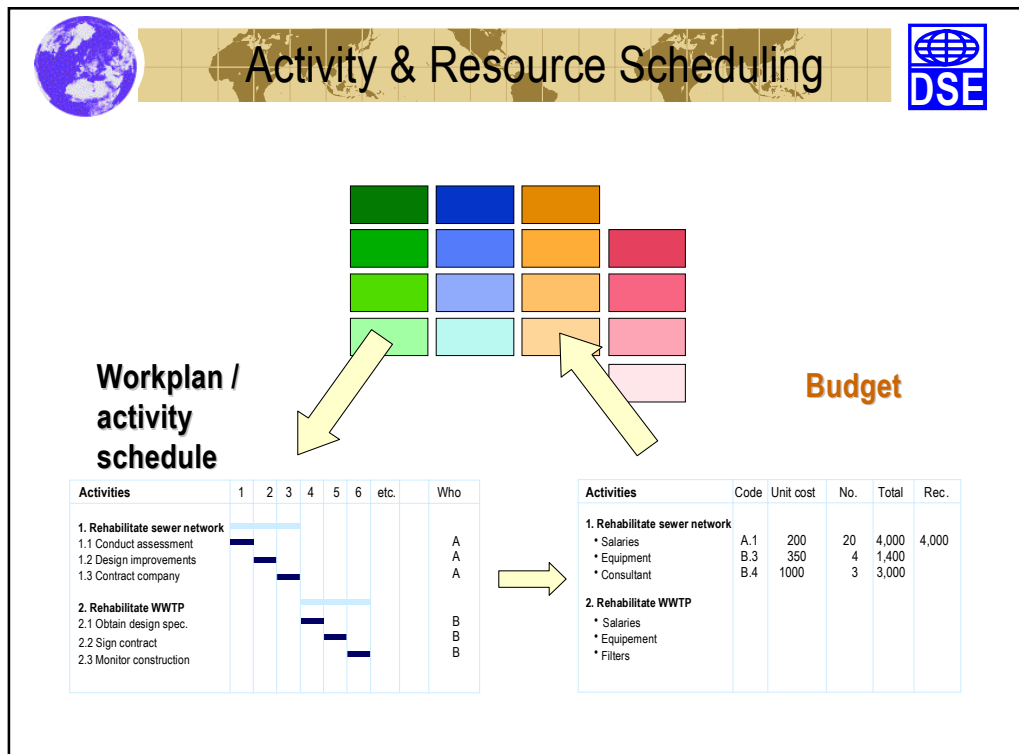 Activity & Resource Scheduling
DSE
Workplan /
activity
schedule
Budget
Activities 1 2 3 4 5 6 etc. Who
1. Rehabilitate sewer network
1.1 Conduct assessment A
1.2 Design improvements A
1.3 Contract company A
2. Rehabilitate WWTP
2.1 Obtain design spec. B
2.2 Sign contract B
2.3 Monitor construction B
Activities Code Unit cost No. Total Rec.
1. Rehabilitate sewer network
• Salaries A.1 200 20 4,000 4,000
• Equipment B.3 350 4 1,400
• Consultant B.4 1000 3 3,000
2. Rehabilitate WWTP
• Salaries
• Equipement
• Filters